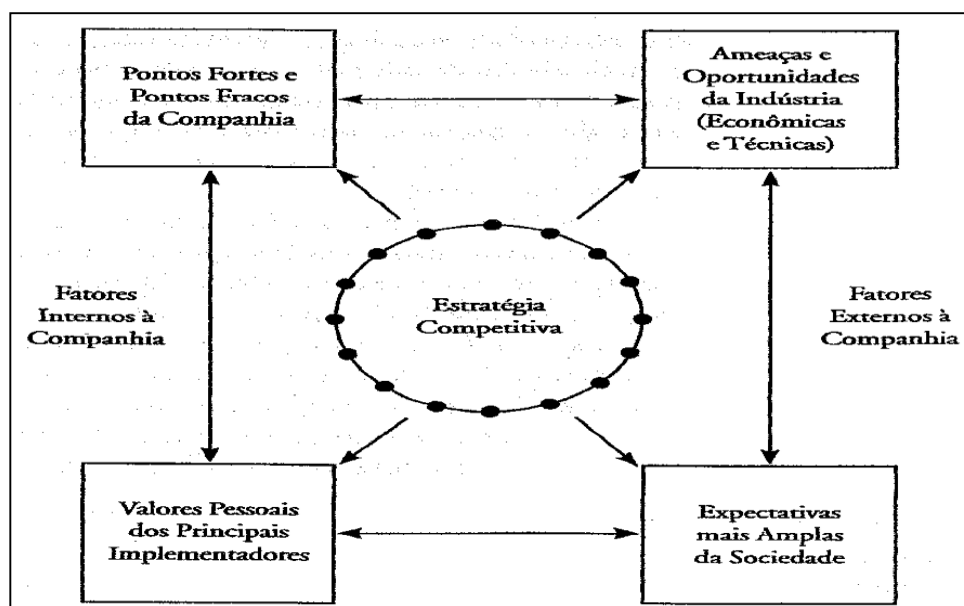 Pontos Fortes e
Pontos Fracos
da Companhia
Ameaças e
Oportunidades
da Indústria
(Econômicas
e Técnicas)
Fatores
Internos à
Companhia
Estratégia
Competitiva
Fatores
Externos à
Companhia
Valores Pessoais
dos Principais
Implementadores
Expectativas
mais Amplas
da Sociedade